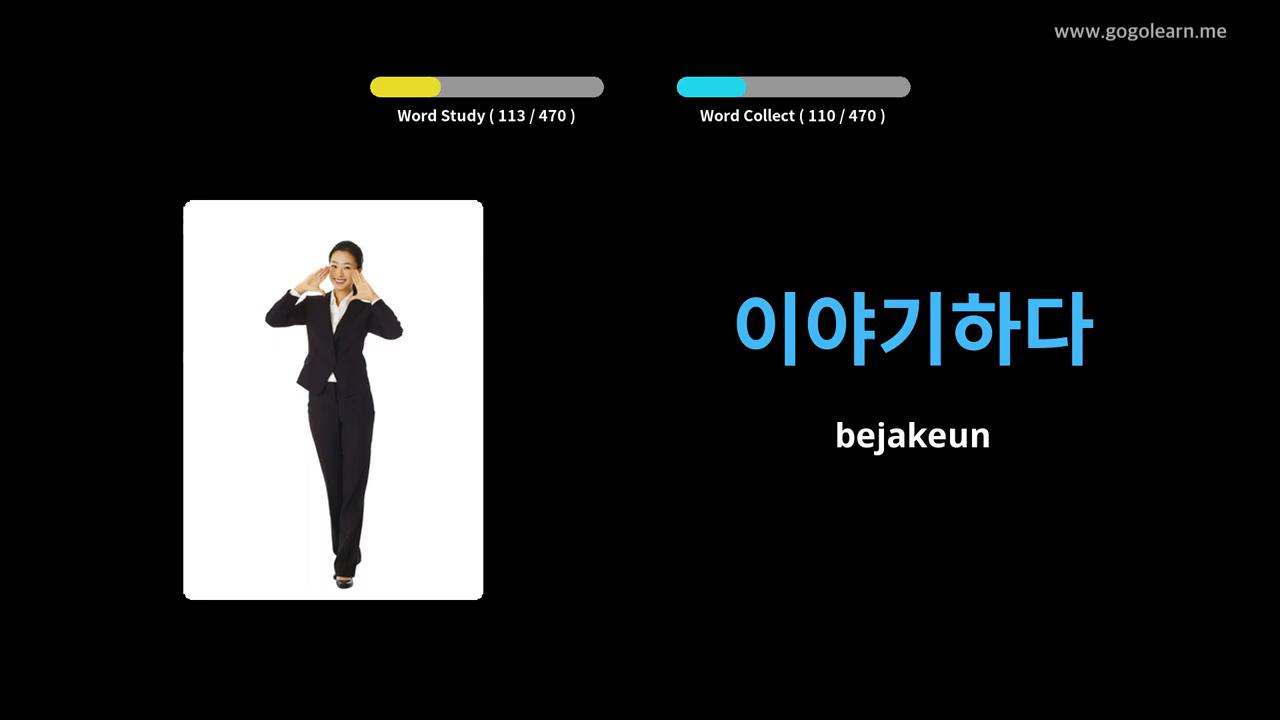 www.gogolearn.me
Word Study ( 113 / 470 )
Word Collect ( 110 / 470 )
이야기하다
bejakeun